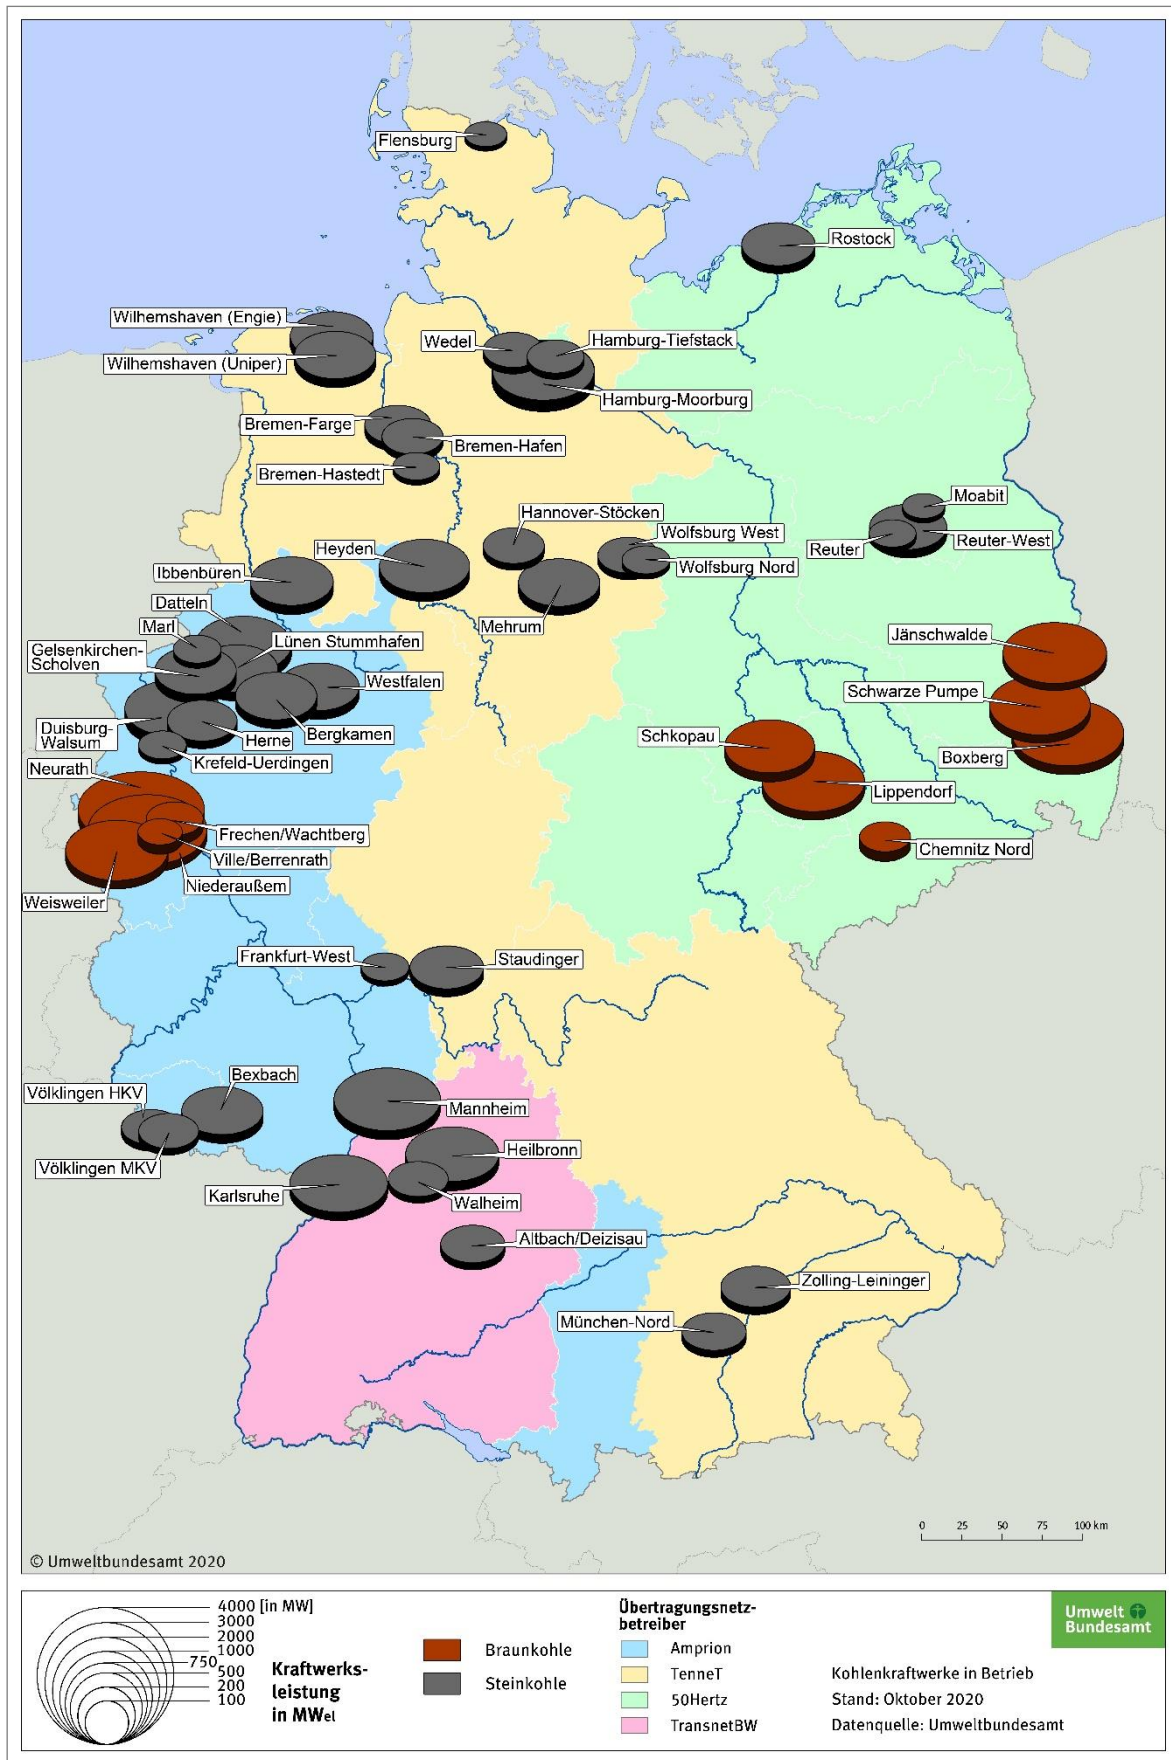 Flensburg
Rostock
Wilhemshaven (Engie)
Wilhemshaven (Uniper)
Wedel
Hamburg-Tiefstack
Hamburg-Moorburg
Bremen-Farge
Bremen-Hafen
Bremen-Hastedt
Hannover-Stöcken
Wolfsburg West
Wolfsburg Nord
Moabit
Reuter
Reuter-West
Heyden
Ibbenbüren
Mehrum
Datteln
Marl
Lünen Stummhafen
Gelsenkirchen-
Scholven
Westfalen
Duisburg-
Walsum
Herne
Bergkamen
Krefeld-Uerdingen
Jänschwalde
Schwarze Pumpe
Boxberg
Schkopau
Lippendorf
Chemnitz Nord
Neurath
Frechen/Wachtberg
Ville/Berrenrath
Niederaußem
Weisweiler
Frankfurt-West
Staudinger
Bexbach
Völklingen HKV
Völklingen MKV
Mannheim
Heilbronn
Karlsruhe
Walheim
Altbach/Deizisau
Zolling-Leininger
München-Nord
0 25 50 75 100 km
© Umweltbundesamt 2020
4000 [in MW]
3000
2000
1000
750
500
200
100
Kraftwerks-
leistung
in MWel
Braunkohle
Steinkohle
Übertragungsnetz-
betreiber
Amprion
TenneT
50Hertz
TransnetBW
Umwelt
Bundesamt
Kohlenkraftwerke in Betrieb
Stand: Oktober 2020
Datenquelle: Umweltbundesamt